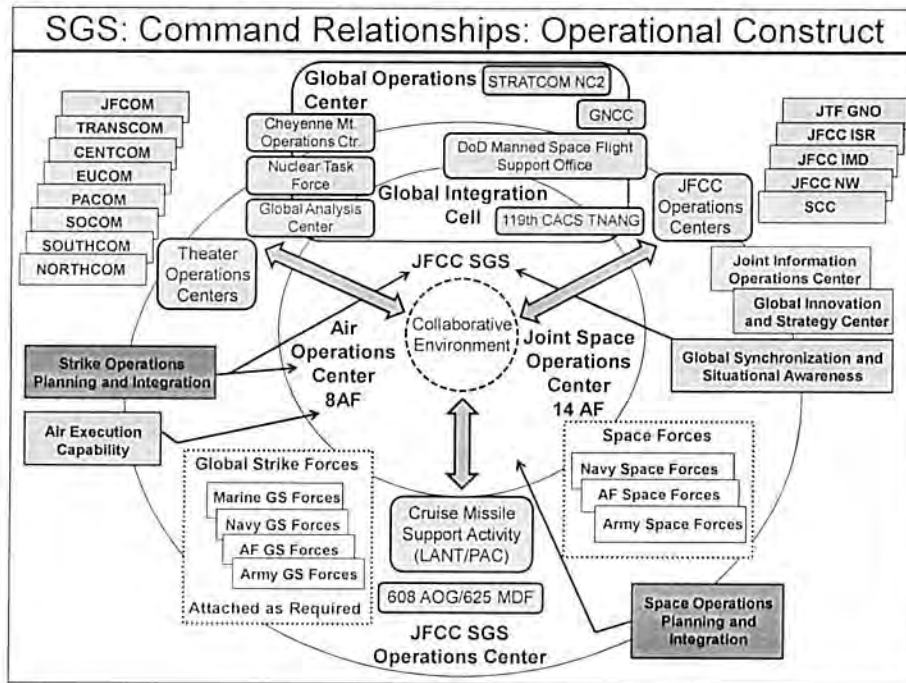 SGS: Command Relationships: Operational Construct
Global Operations
Center
STRATCOM NC2
GNCC
Cheyenne Mt.
Operations Ctr.
DoD Manned Space Flight
Support Office
Nuclear Task
Force
Global Integration
Cell
Global Analysis
Center
119th CACS TNANG
JFCOM
TRANSCOM
CENTCOM
EUCOM
PACOM
SOCOM
SOUTHCOM
NORTHCOM
JTF GNO
JFCC ISR
JFCC IMD
JFCC NW
SCC
Theater
Operations
Centers
JFCC
Operations
Centers
JFCC SGS
Joint Information
Operations Center
Global Innovation
and Strategy Center
Collaborative
Environment
Air
Operations
Center
8AF
Joint Space
Operations
Center
14 AF
Strike Operations
Planning and Integration
Global Synchronization and
Situational Awareness
Air Execution
Capability
Global Strike Forces
Marine GS Forces
Navy GS Forces
AF GS Forces
Army GS Forces
Attached as Required
Space Forces
Navy Space Forces
AF Space Forces
Army Space Forces
Cruise Missile
Support Activity
(LANT/PAC)
608 AOG/625 MDF
JFCC SGS
Operations Center
Space Operations
Planning and
Integration